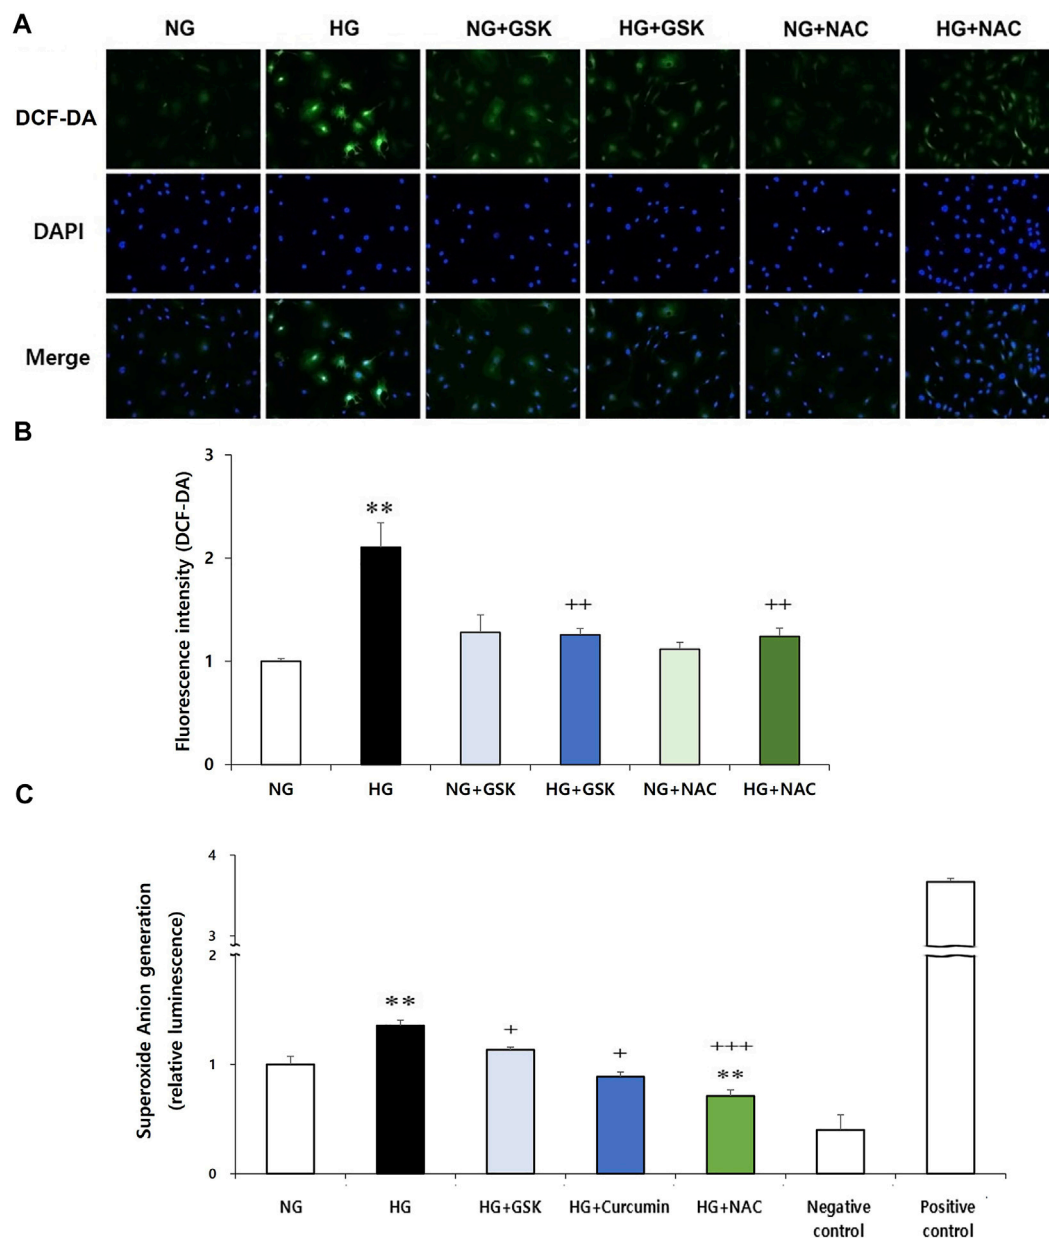 A
NG HG NG+GSK HG+GSK NG+NAC HG+NAC
DCF-DA
DAPI
Merge
B
Fluorescence intensity (DCF-DA)
3
2
1
0
**
++
++
NG HG NG+GSK HG+GSK NG+NAC HG+NAC
C
Superoxide Anion generation
(relative luminescence)
4
3
2
1
0
**
+
+
+++
**
NG HG HG+GSK HG+Curcumin HG+NAC Negative control Positive control